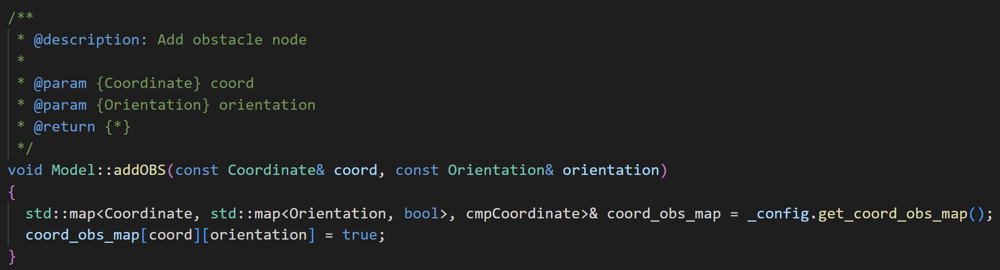 /**
 * @description: Add obstacle node
 *
 * @param {Coordinate} coord
 * @param {Orientation} orientation
 * @return {*}
 */
void Model::addOBS(const Coordinate& coord, const Orientation& orientation)
{
  std::map<Coordinate, std::map<Orientation, bool>, cmpCoordinate>& coord_obs_map = _config.get_coord_obs_map();
  coord_obs_map[coord][orientation] = true;
}